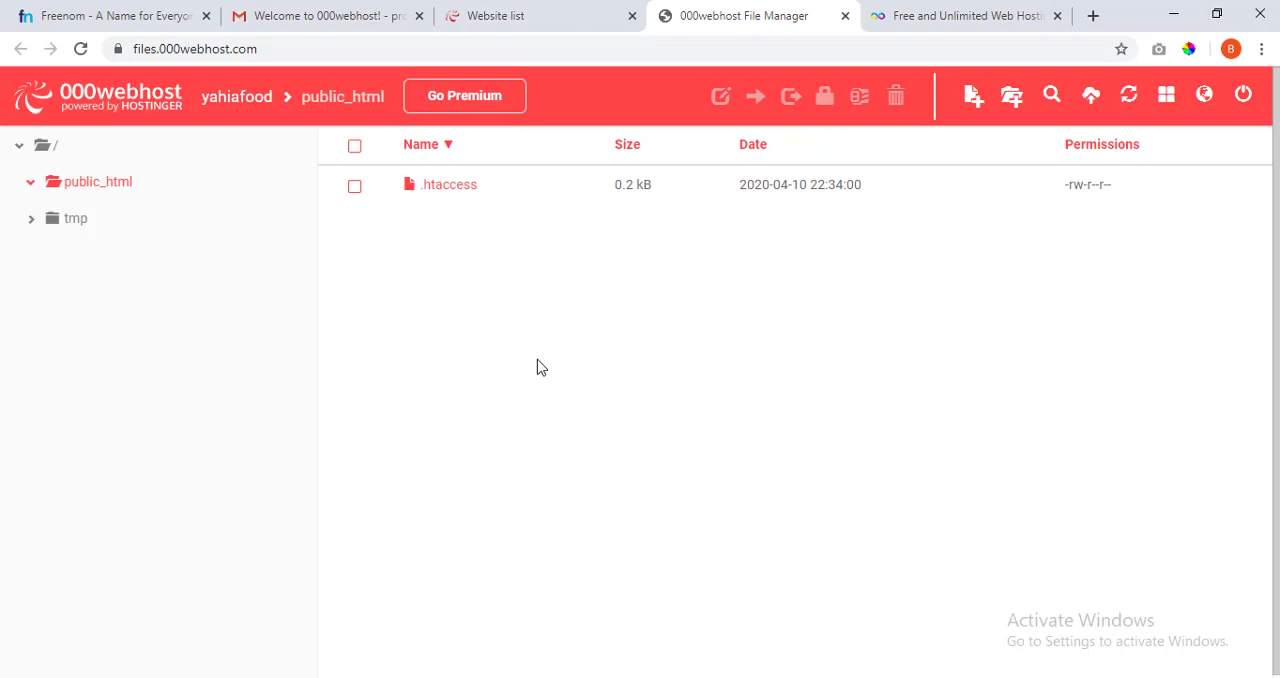 Freenom - A Name for Everyon
Welcome to 000webhost! - pro
Website list
000webhost File Manager
Free and Unlimited Web Hosti
files.000webhost.com
B
000webhost
powered by HOSTINGER
yahiafood > public_html
Go Premium
/
Name ▼ Size Date Permissions
public_html
.htaccess 0.2 kB 2020-04-10 22:34:00 -rw-r--r--
tmp
Activate Windows
Go to Settings to activate Windows.